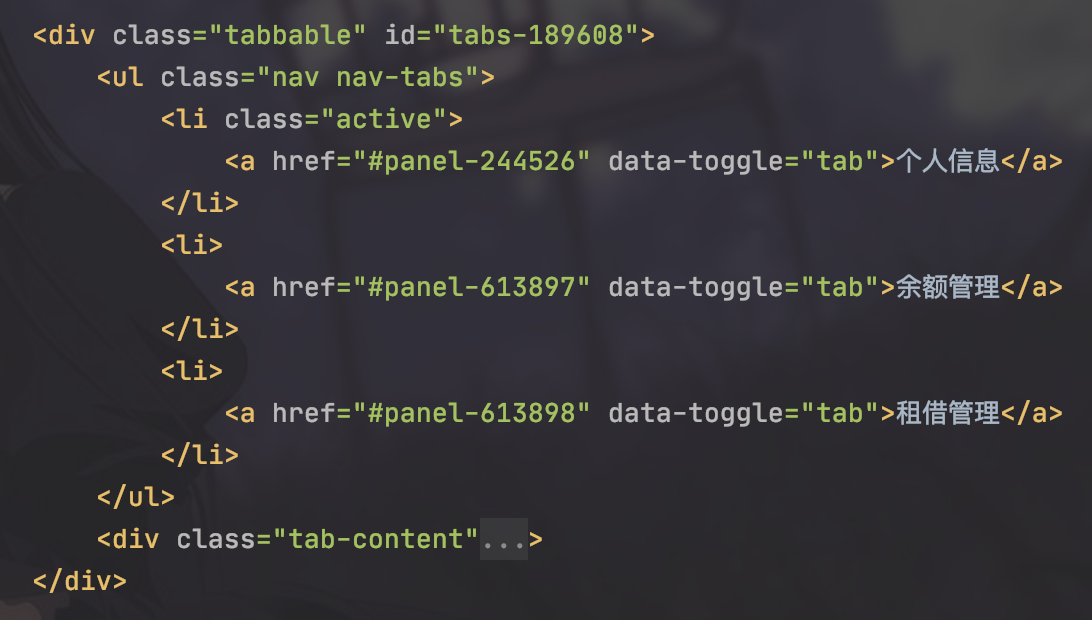 <div class="tabbable" id="tabs-189608">
<ul class="nav nav-tabs">
<li class="active">
<a href="#panel-244526" data-toggle="tab">个人信息</a>
</li>
<li>
<a href="#panel-613897" data-toggle="tab">余额管理</a>
</li>
<li>
<a href="#panel-613898" data-toggle="tab">租借管理</a>
</li>
</ul>
<div class="tab-content"...>
</div>